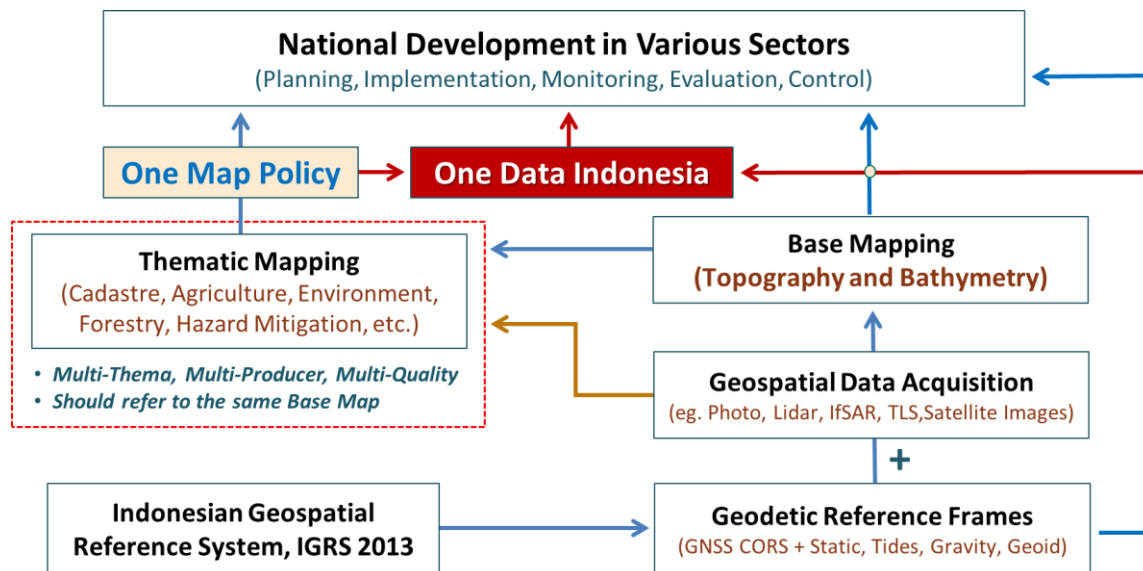 National Development in Various Sectors
(Planning, Implementation, Monitoring, Evaluation, Control)
One Map Policy
One Data Indonesia
Thematic Mapping
(Cadastre, Agriculture, Environment,
Forestry, Hazard Mitigation, etc.)
• Multi-Thema, Multi-Producer, Multi-Quality
• Should refer to the same Base Map
Base Mapping
(Topography and Bathymetry)
Geospatial Data Acquisition
(eg. Photo, Lidar, IfSAR, TLS,Satellite Images)
+
Indonesian Geospatial
Reference System, IGRS 2013
Geodetic Reference Frames
(GNSS CORS + Static, Tides, Gravity, Geoid)